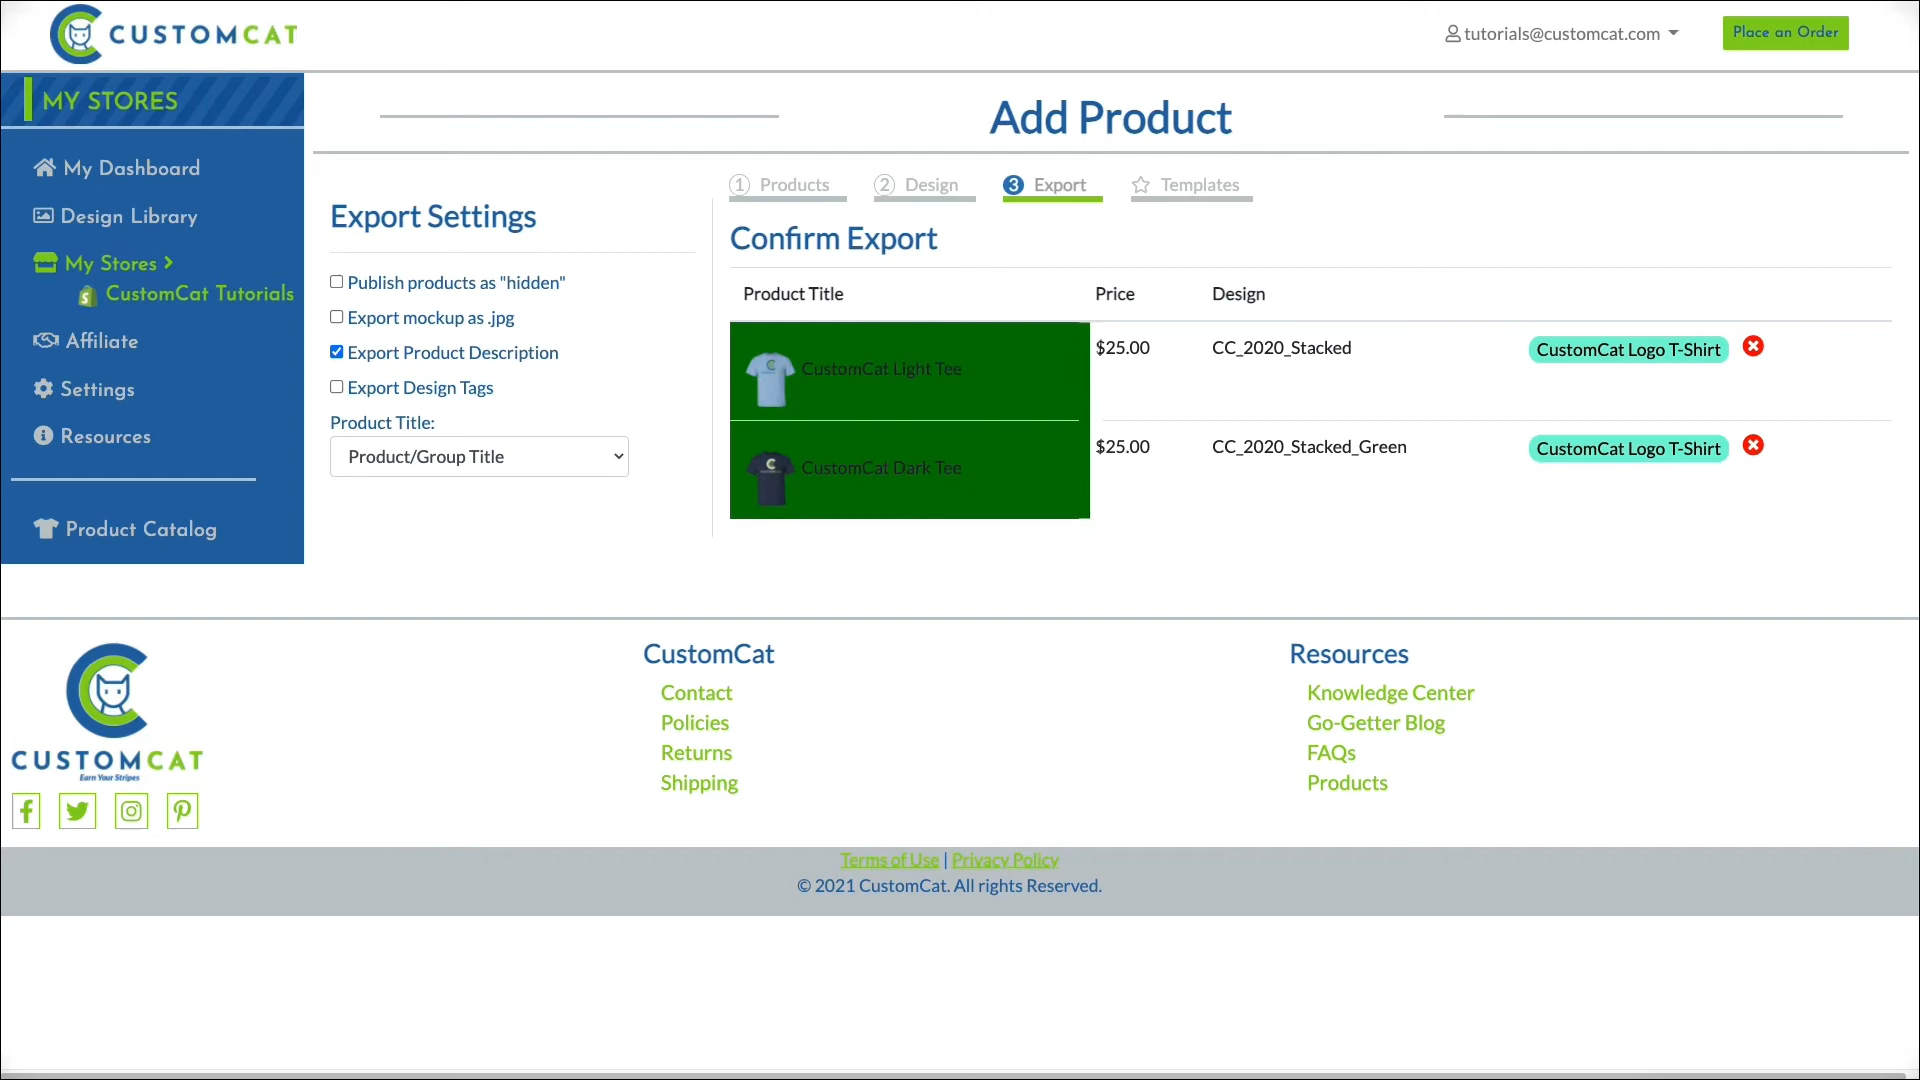 CUSTOMCAT
tutorials@customcat.com
Place an Order
MY STORES
My Dashboard
Design Library
My Stores
CustomCat Tutorials
Affiliate
Settings
Resources
Product Catalog
Add Product
1 Products
2 Design
3 Export
Templates
Export Settings
Publish products as "hidden"
Export mockup as .jpg
Export Product Description
Export Design Tags
Product Title:
Product/Group Title
Confirm Export
Product Title Price Design
CustomCat Light Tee $25.00 CC_2020_Stacked CustomCat Logo T-Shirt
CustomCat Dark Tee $25.00 CC_2020_Stacked_Green CustomCat Logo T-Shirt
CUSTOMCAT
Earn Your Stripes
CustomCat
Contact
Policies
Returns
Shipping
Resources
Knowledge Center
Go-Getter Blog
FAQs
Products
Terms of Use | Privacy Policy
© 2021 CustomCat. All rights Reserved.